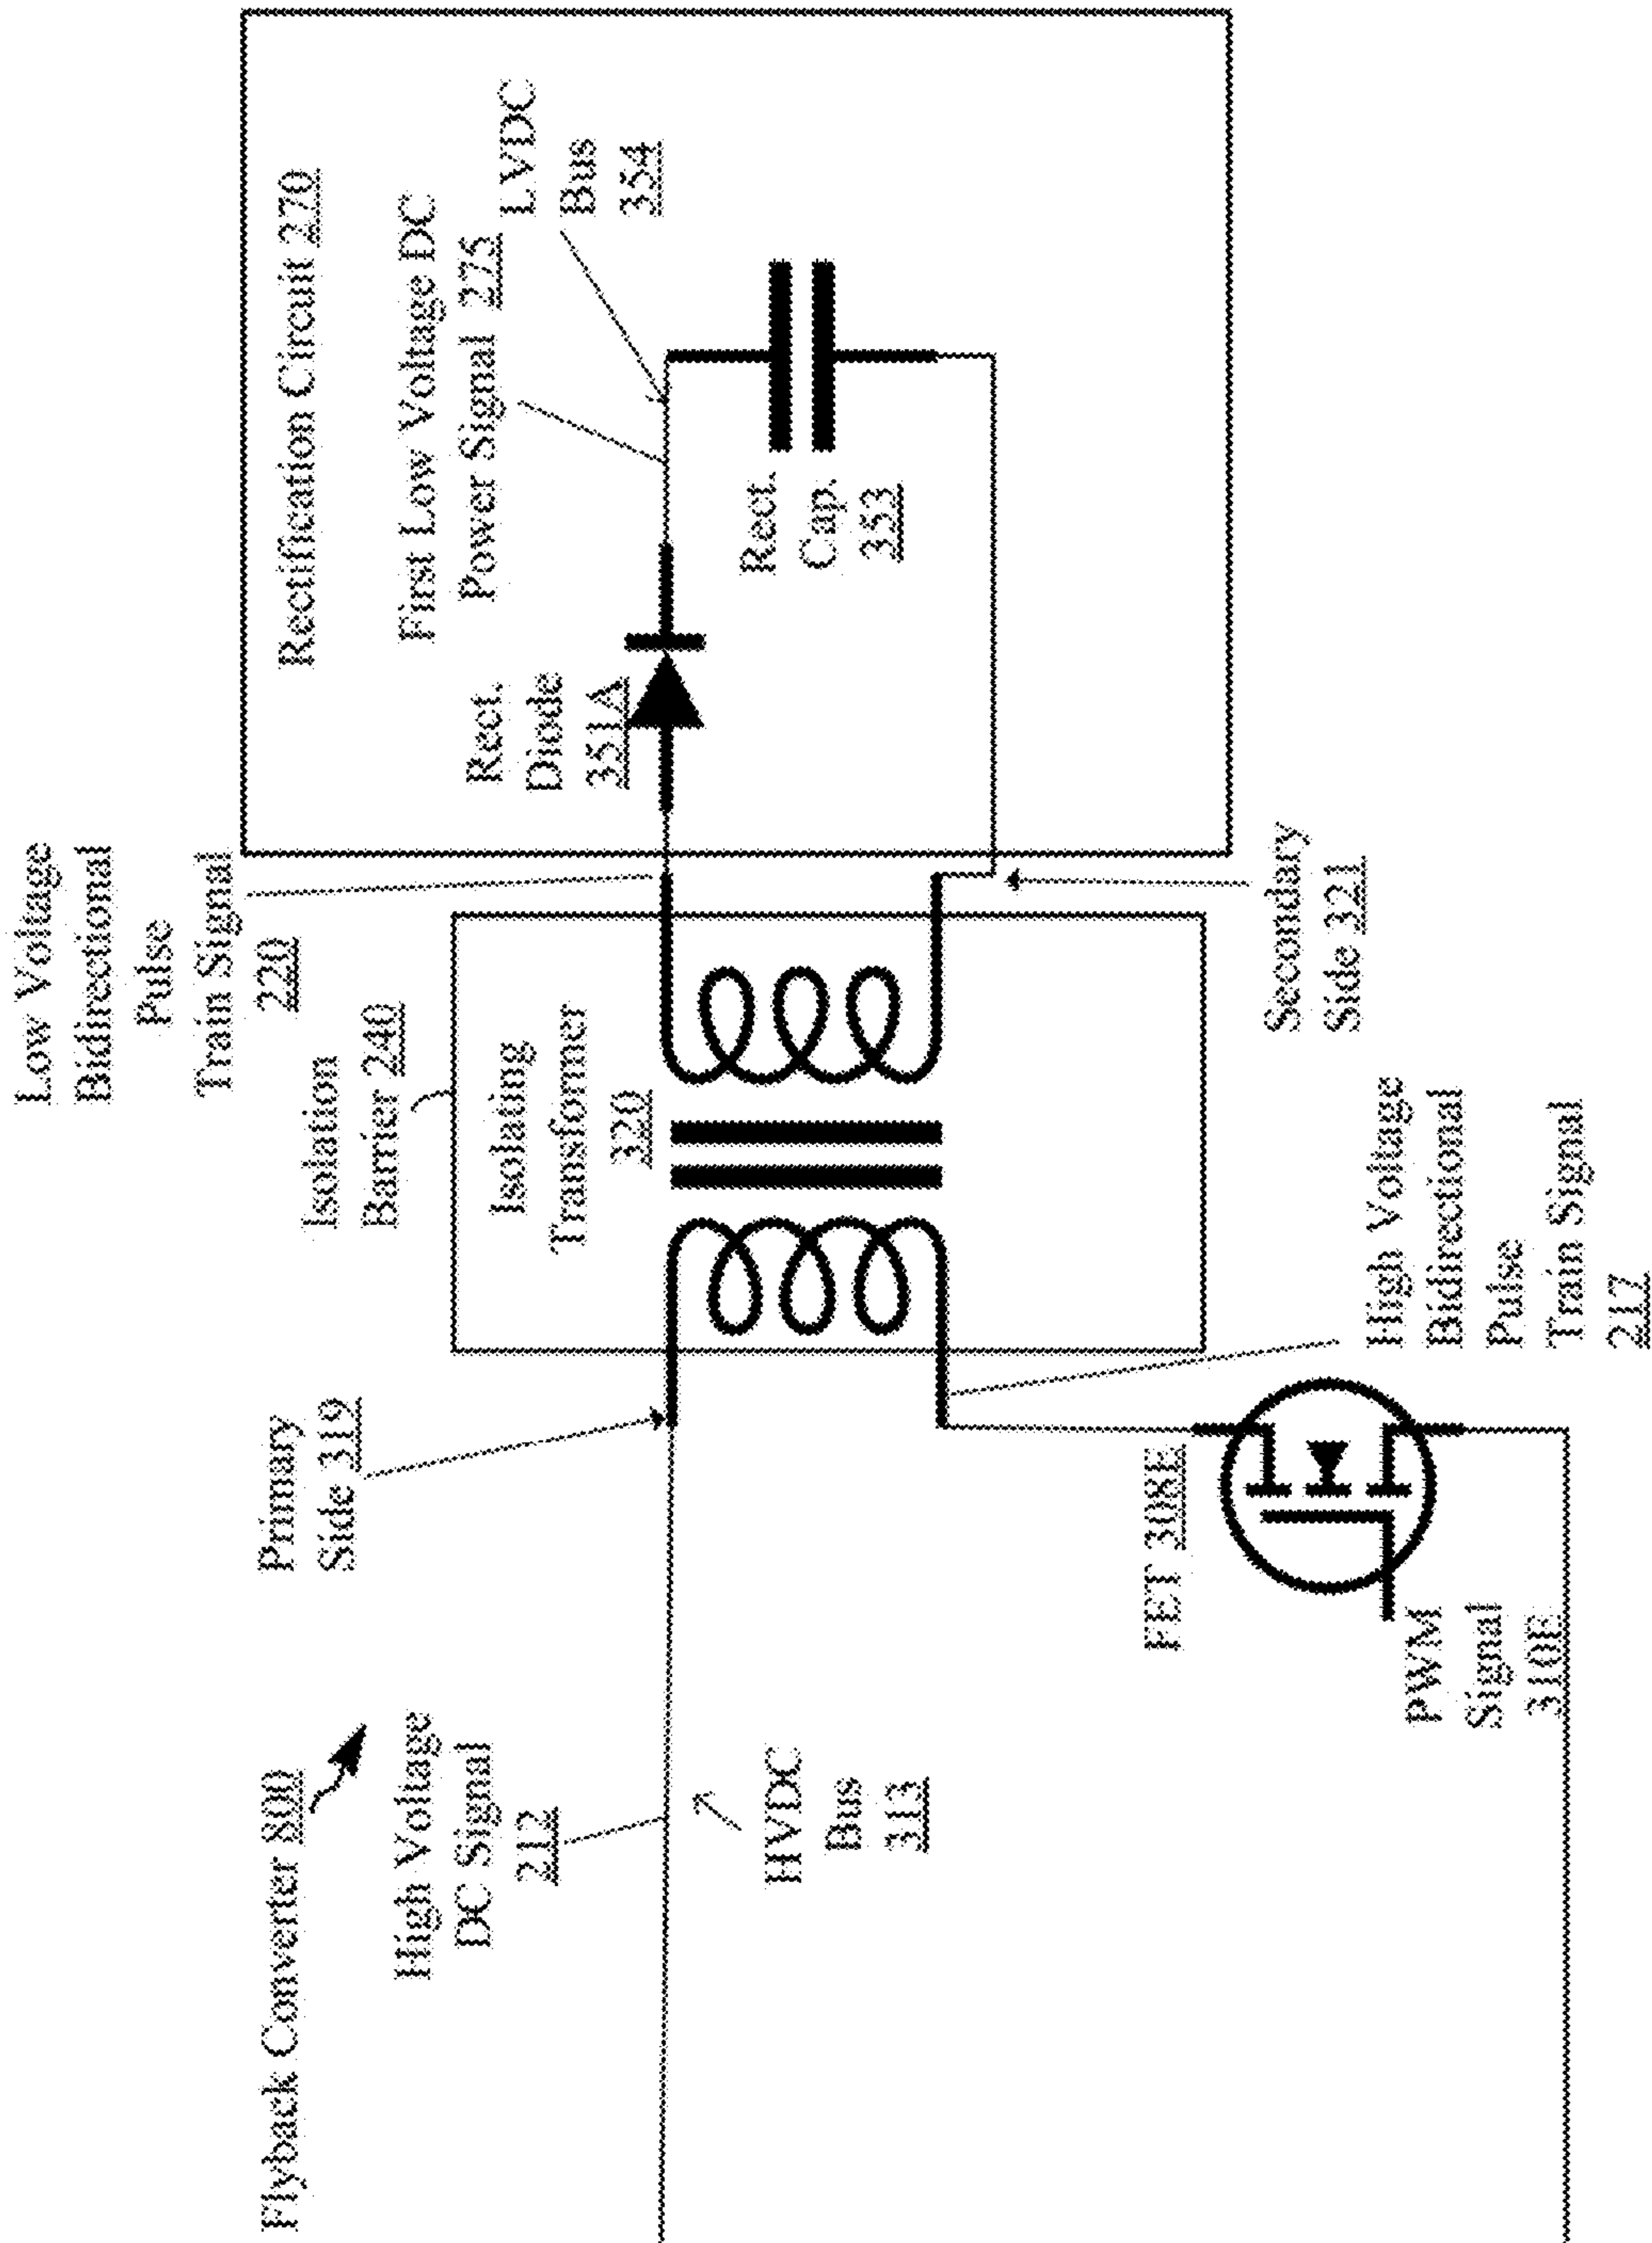 Flyback Converter 800
High Voltage
DC Signal
212
HVDC
Bus
313
Primary
Side 319
FET 308E
PWM
Signal
310E
High Voltage
Bidirectional
Pulse
Train Signal
217
Low Voltage
Bidirectional
Pulse
Train Signal
220
Isolation
Barrier 240
Isolating
Transformer
320
Secondary
Side 321
Rectification Circuit 270
First Low Voltage DC
Power Signal 275
LVDC
Bus
354
Rect.
Diode
351A
Rect.
Cap.
353